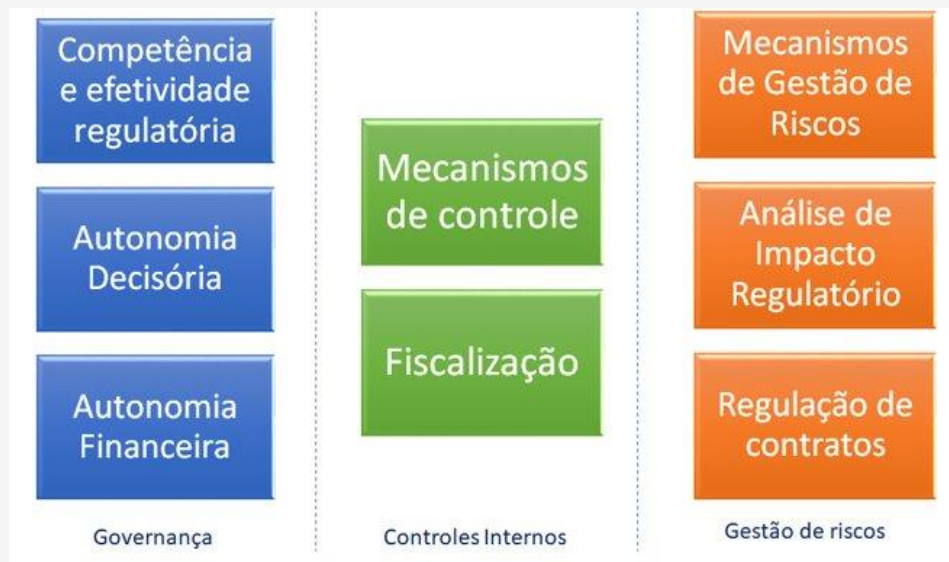 Competência
e efetividade
regulatória
Autonomia
Decisória
Autonomia
Financeira
Governança
Mecanismos
de controle
Fiscalização
Controles Internos
Mecanismos
de Gestão de
Riscos
Análise de
Impacto
Regulatório
Regulação de
contratos
Gestão de riscos